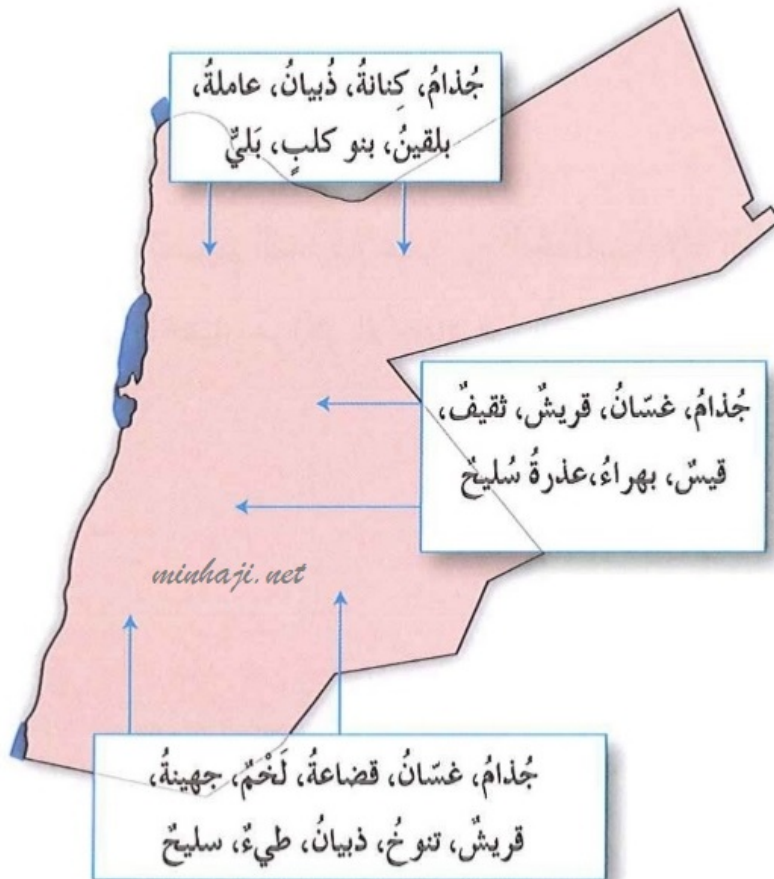 جُذامُ، كِنانةُ، ذُبيانُ، عاملةُ،
بلقينُ، بنو كلبٍ، بَليٌّ
جُذامُ، غسّانُ، قريشٌ، ثقيفٌ،
قيسٌ، بهراءُ،عذرةُ سُليحٌ
minhaji.net
جُذامُ، غسّانُ، قضاعةُ، لَخْمٌ، جهينةُ،
قريشٌ، تنوخُ، ذبيانُ، طيءٌ، سليحٌ